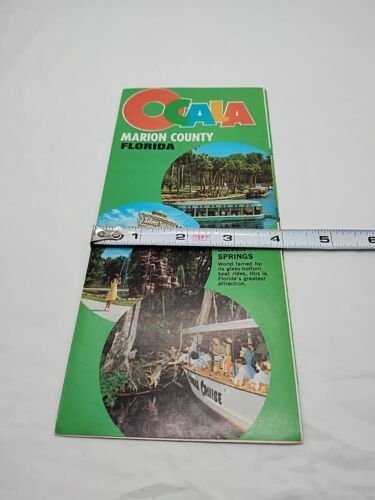 OCALA
MARION COUNTY
FLORIDA
1 2 3 4 5 6
SPRINGS
World famed for
its glass bottom
boat rides, this is
Florida's greatest
attraction.
CRUISE